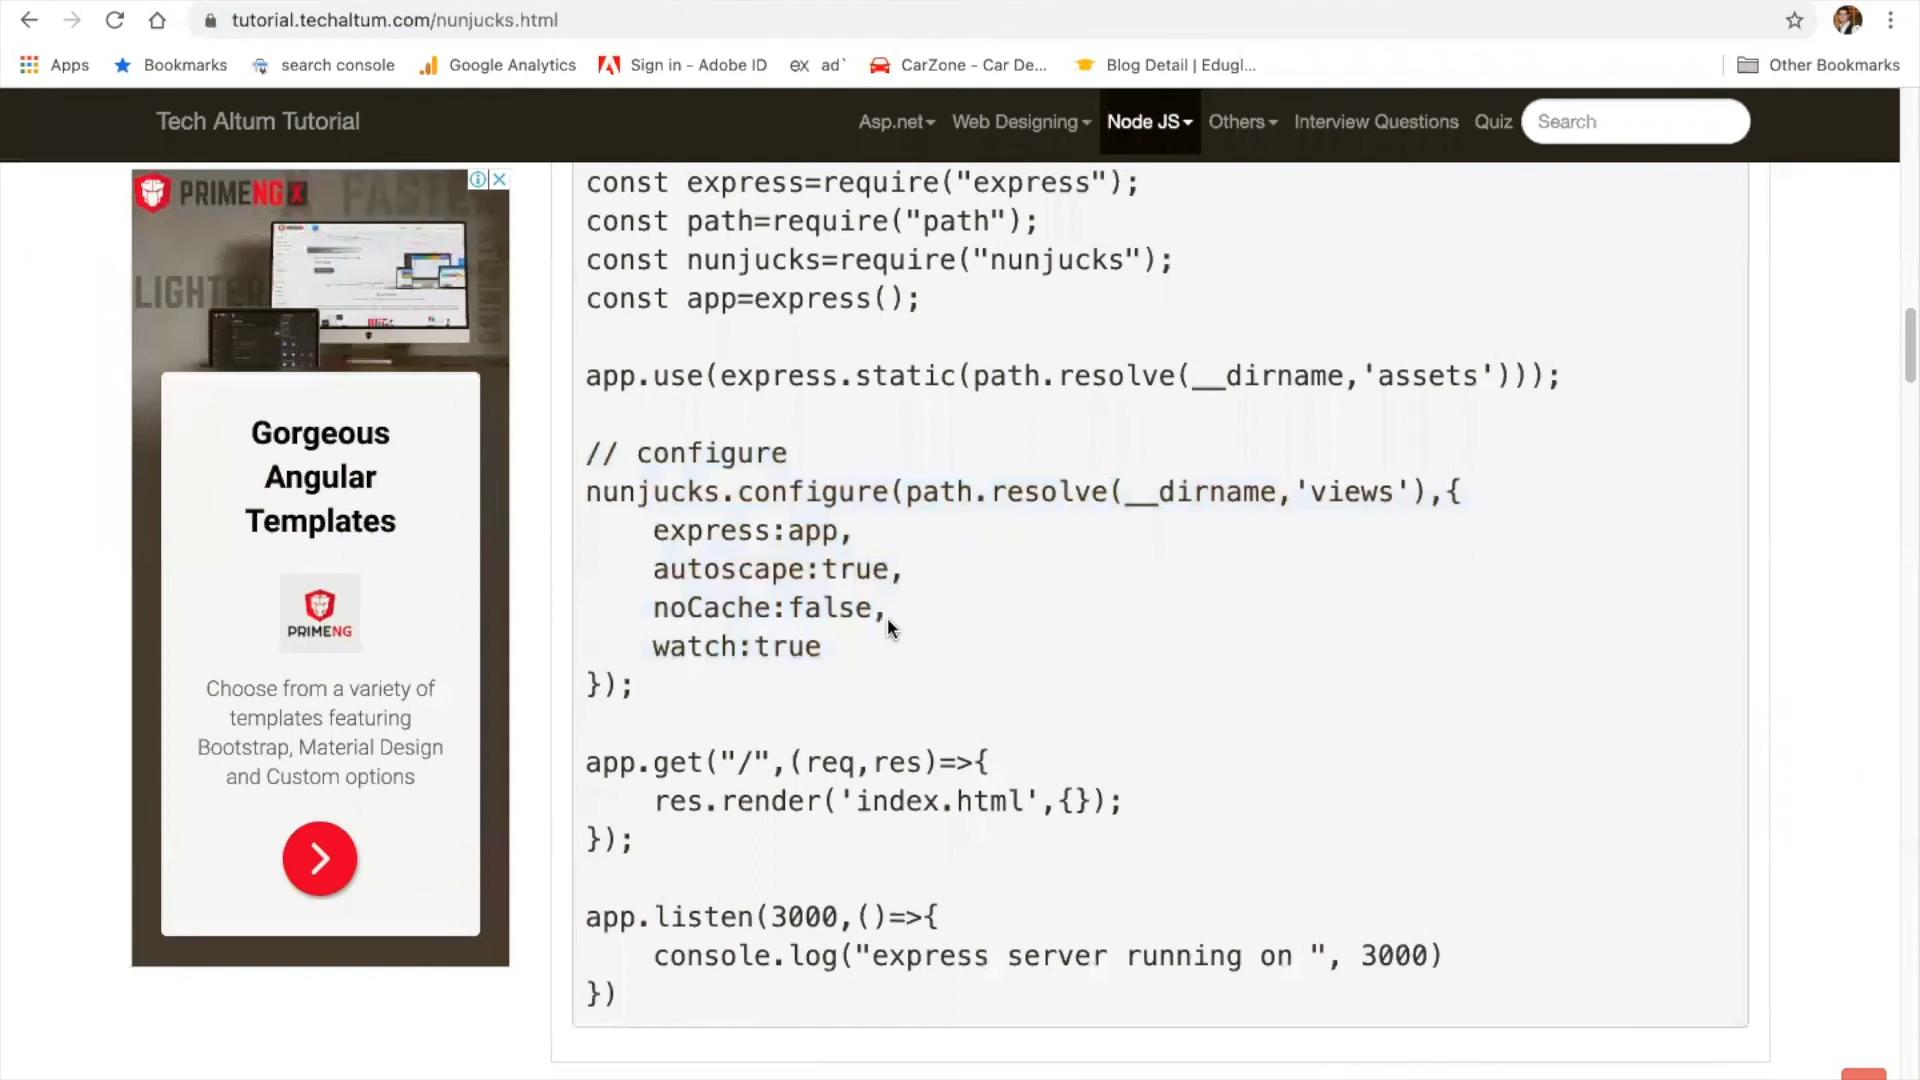 tutorial.techaltum.com/nunjucks.html
Apps Bookmarks search console Google Analytics Sign in - Adobe ID ex ad` CarZone - Car De... Blog Detail | Edugl... Other Bookmarks
Tech Altum Tutorial Asp.net Web Designing Node JS Others Interview Questions Quiz Search
PRIMENG X
FASTER
LIGHTER
Gorgeous
Angular
Templates
PRIMENG
Choose from a variety of
templates featuring
Bootstrap, Material Design
and Custom options
const express=require("express");
const path=require("path");
const nunjucks=require("nunjucks");
const app=express();
app.use(express.static(path.resolve(__dirname,'assets')));
// configure
nunjucks.configure(path.resolve(__dirname,'views'),{
express:app,
autoscape:true,
noCache:false,
watch:true
});
app.get("/",(req,res)=>{
res.render('index.html',{});
});
app.listen(3000,()=>{
console.log("express server running on ", 3000)
})